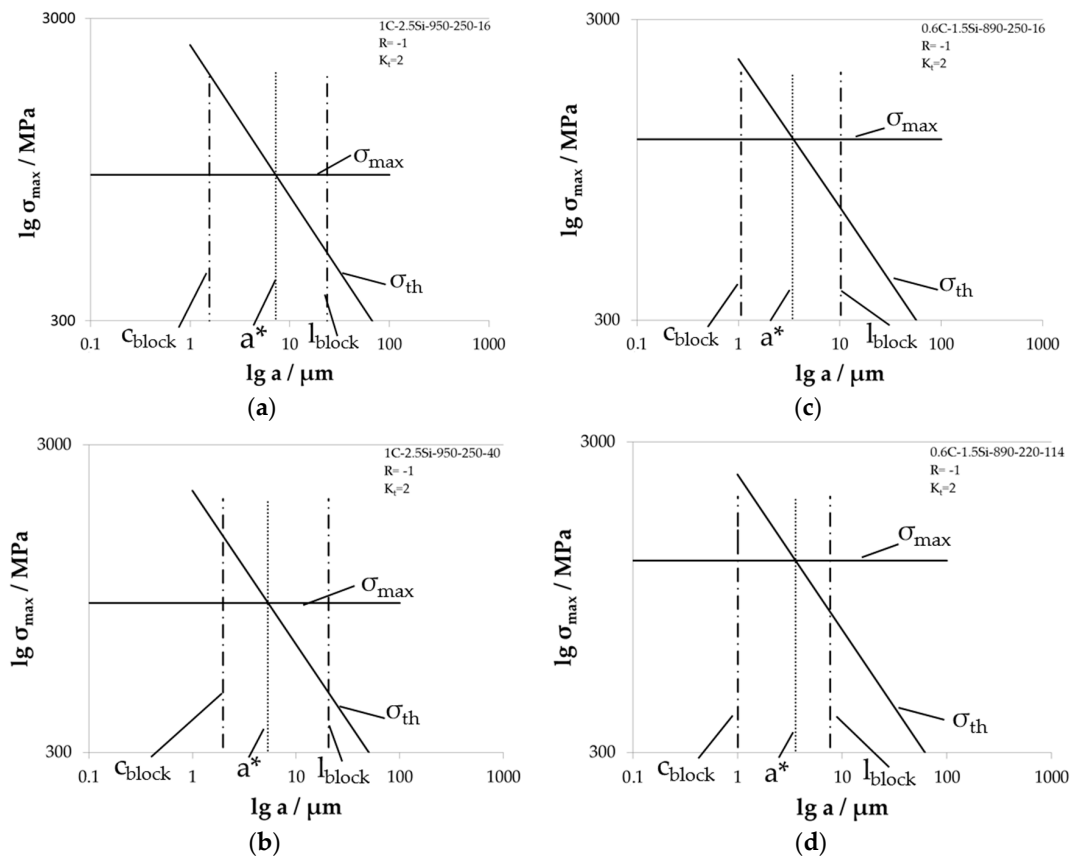 3000
1C-2.5Si-950-250-16
R= -1
Kt=2
lg σmax / MPa
σmax
σth
300
cblock
a*
lblock
0.1 1 10 100 1000
lg a / μm
(a)
3000
0.6C-1.5Si-890-250-16
R= -1
Kt=2
lg σmax / MPa
σmax
σth
300
cblock
a*
lblock
0.1 1 10 100 1000
lg a / μm
(c)
3000
1C-2.5Si-950-250-40
R= -1
Kt=2
lg σmax / MPa
σmax
σth
300
cblock
a*
lblock
0.1 1 10 100 1000
lg a / μm
(b)
3000
0.6C-1.5Si-890-220-114
R= -1
Kt=2
lg σmax / MPa
σmax
σth
300
cblock
a*
lblock
0.1 1 10 100 1000
lg a / μm
(d)